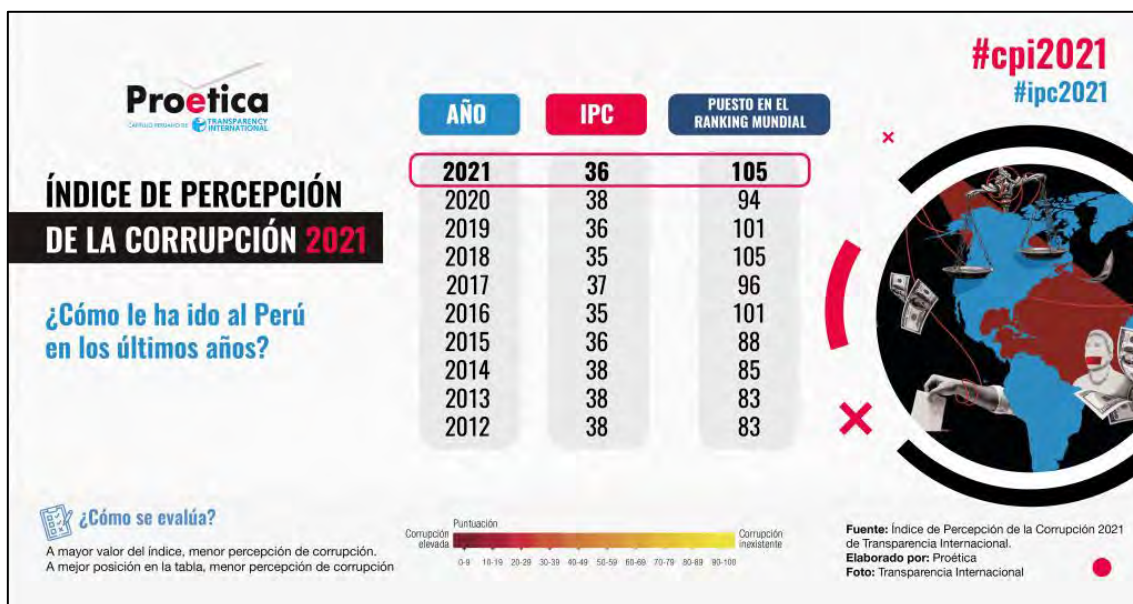 Proetica
CAPÍTULO PERUANO DE TRANSPARENCY
INTERNATIONAL
ÍNDICE DE PERCEPCIÓN
DE LA CORRUPCIÓN 2021
¿Cómo le ha ido al Perú
en los últimos años?
AÑO IPC PUESTO EN EL
RANKING MUNDIAL
2021 36 105
2020 38 94
2019 36 101
2018 35 105
2017 37 96
2016 35 101
2015 36 88
2014 38 85
2013 38 83
2012 38 83
#cpi2021
#ipc2021
¿Cómo se evalúa?
A mayor valor del índice, menor percepción de corrupción.
A mejor posición en la tabla, menor percepción de corrupción
Puntuación
Corrupción
elevada
Corrupción
inexistente
0-9 10-19 20-29 30-39 40-49 50-59 60-69 70-79 80-89 90-100
Fuente: Índice de Percepción de la Corrupción 2021
de Transparencia Internacional.
Elaborado por: Proética
Foto: Transparencia Internacional